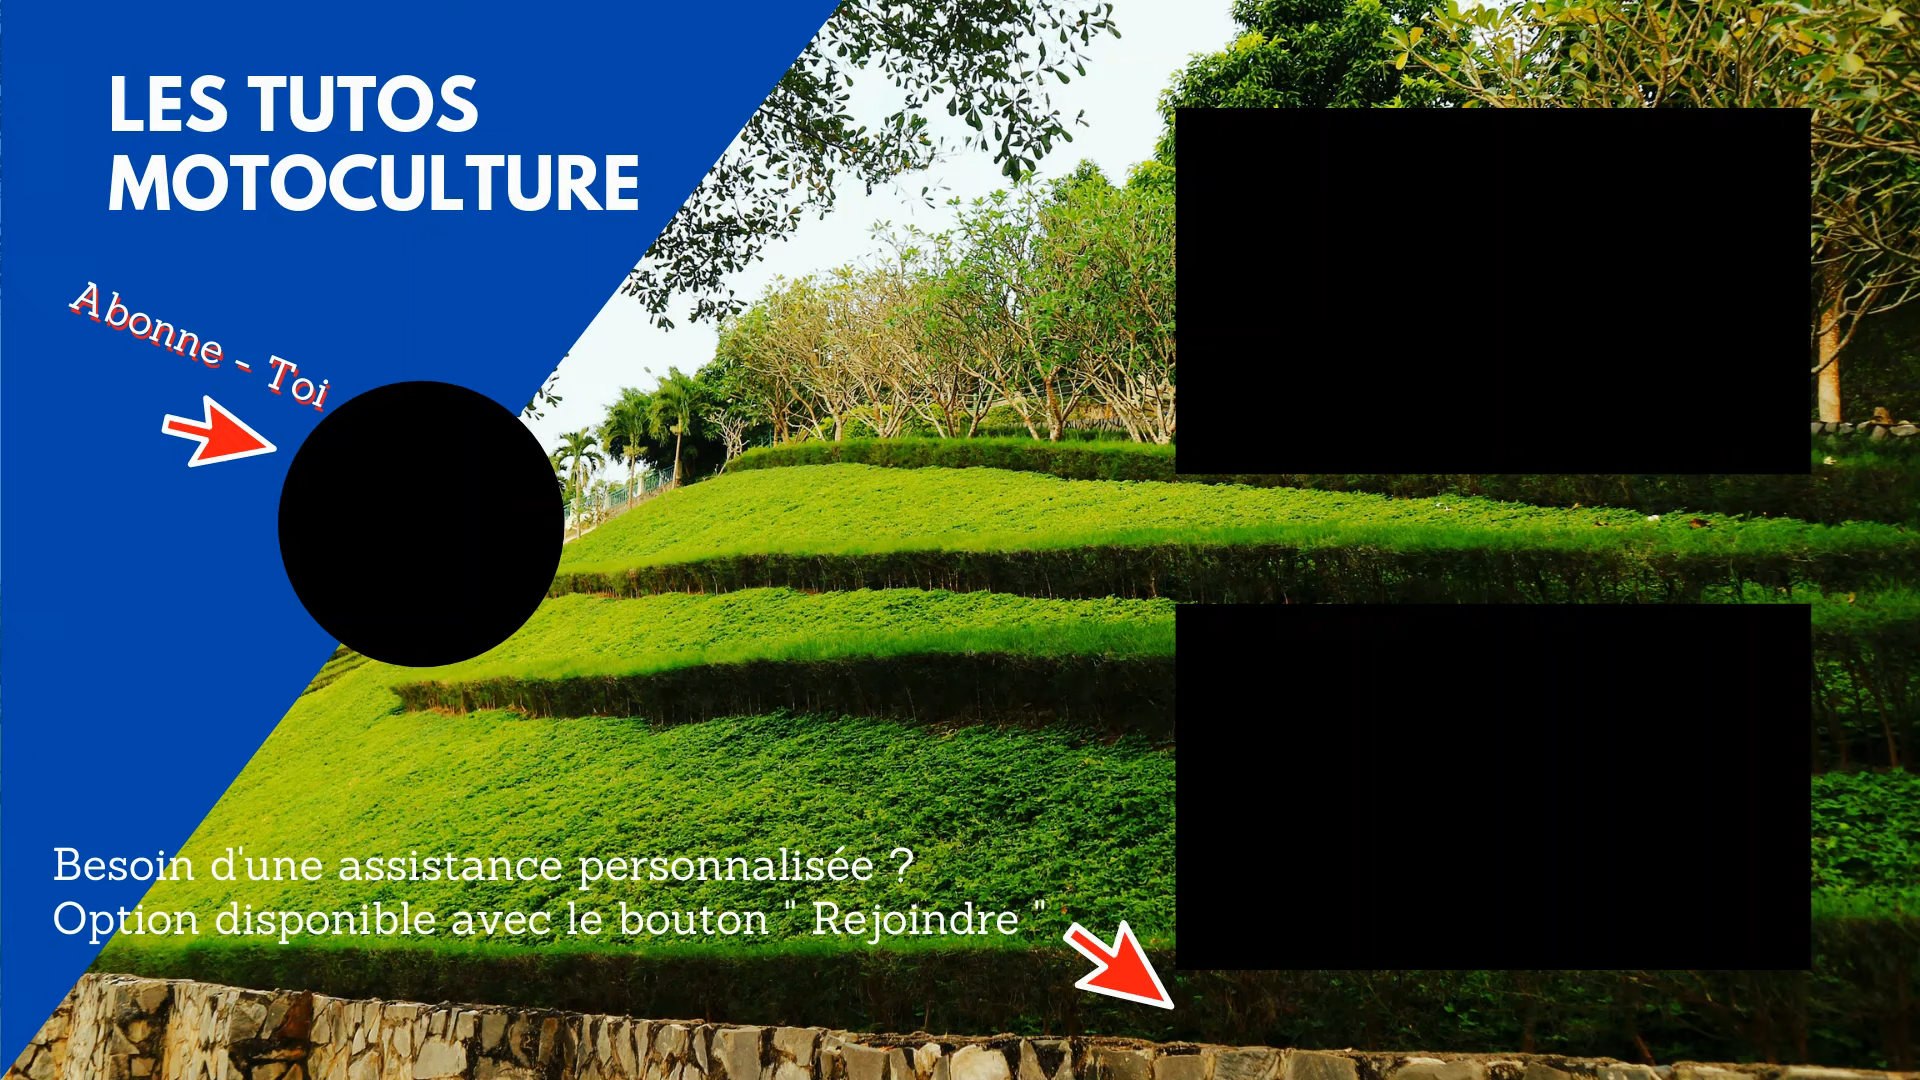 LES TUTOS
MOTOCULTURE
Abonne - Toi
Besoin d'une assistance personnalisée ?
Option disponible avec le bouton " Rejoindre "